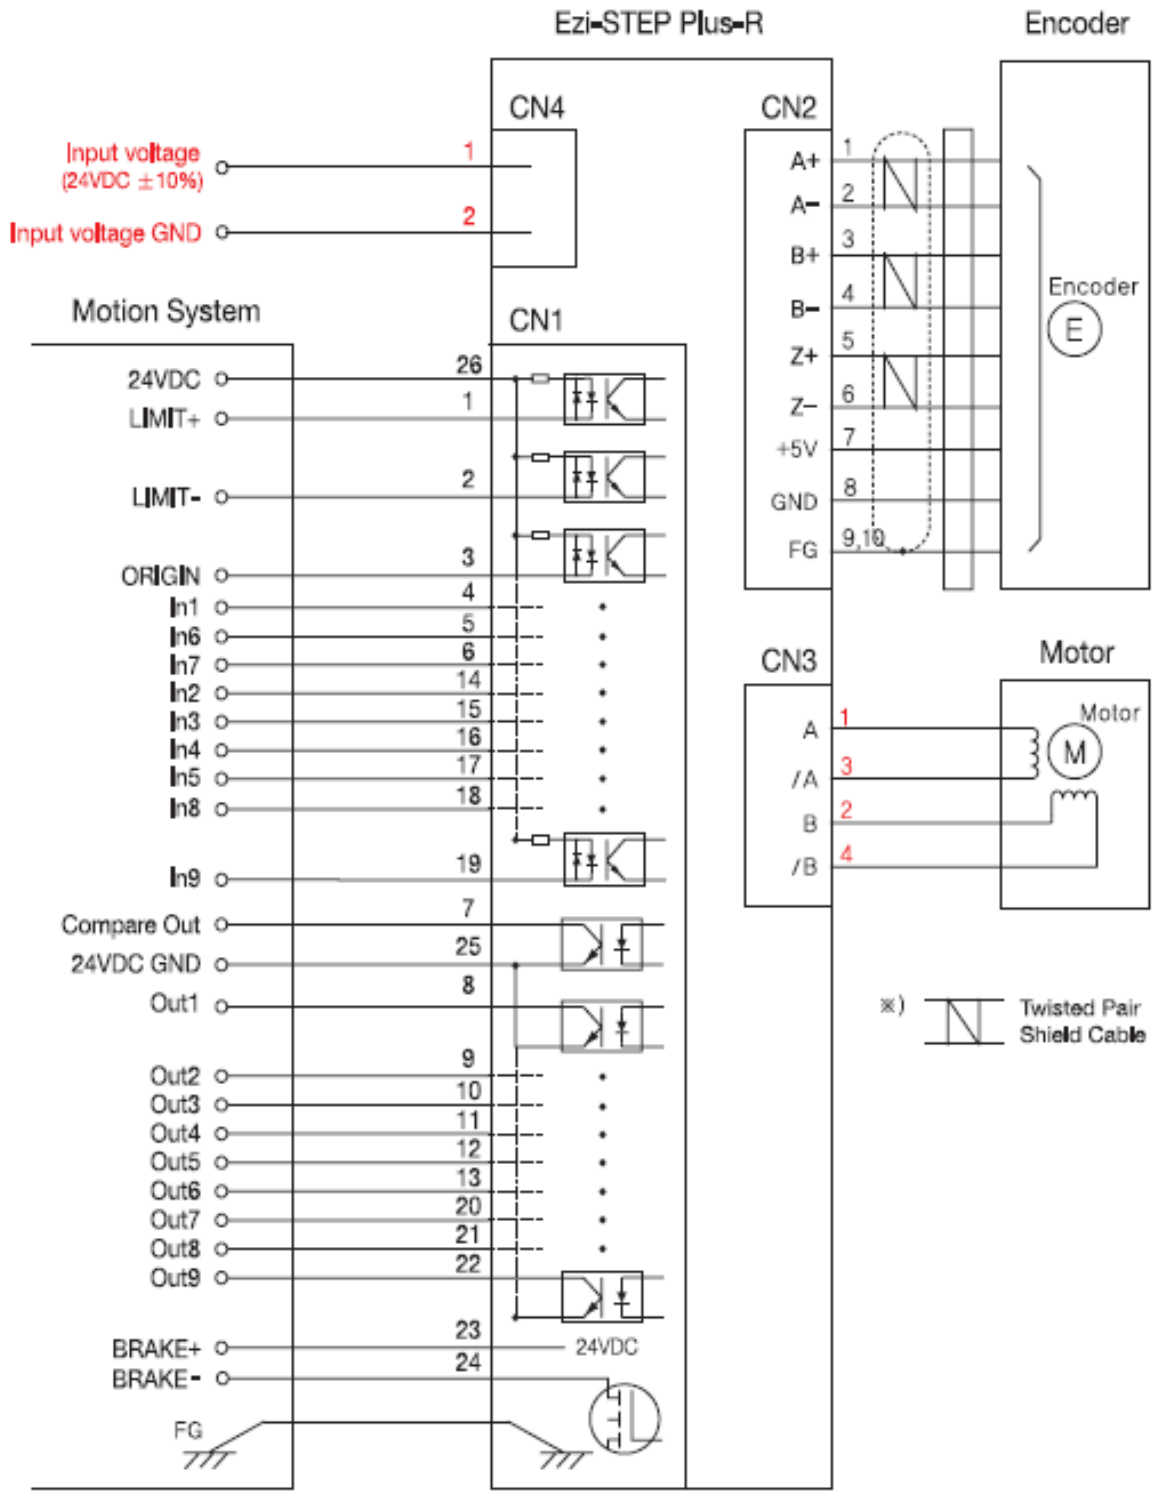 Ezi-STEP Plus-R
Encoder
CN4
CN2
Input voltage
(24VDC ±10%)
1
Input voltage GND
2
A+
1
A-
2
B+
3
B-
4
Z+
5
Z-
6
+5V
7
GND
8
FG
9,10
Encoder
E
Motion System
CN1
24VDC
26
LIMIT+
1
LIMIT-
2
ORIGIN
3
In1
4
In6
5
In7
6
In2
14
In3
15
In4
16
In5
17
In8
18
In9
19
Compare Out
7
24VDC GND
25
Out1
8
Out2
9
Out3
10
Out4
11
Out5
12
Out6
13
Out7
20
Out8
21
Out9
22
BRAKE+
23
24VDC
BRAKE-
24
FG
CN3
Motor
A
1
/A
3
B
2
/B
4
Motor
M
※)
Twisted Pair
Shield Cable